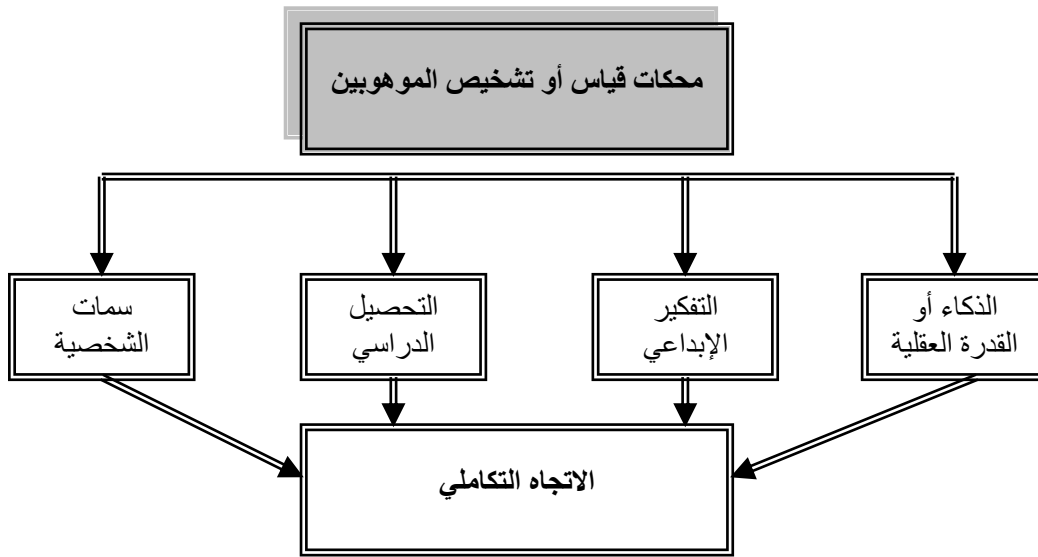 محكات قياس أو تشخيص الموهوبين
الذكاء أو
القدرة العقلية
التفكير
الإبداعي
التحصيل
الدراسي
سمات
الشخصية
الاتجاه التكاملي